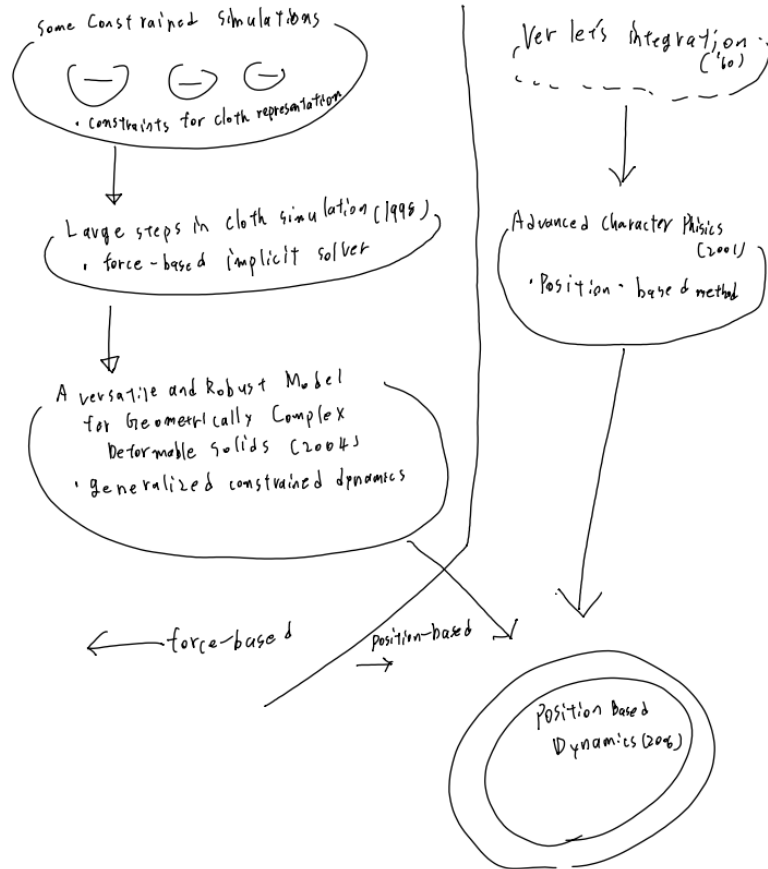 Some Constrained simulations
• constraints for cloth representation
Large steps in cloth simulation (1998)
• force-based implicit solver
A versatile and Robust Model
for Geometrically Complex
Deformable Solids (2004)
• generalized constrained dynamics
← force-based
position-based
→
Verlet's integration
('60)
Advanced Character Phisics
(2001)
• Position-based method
Position Based
Dynamics (2006)